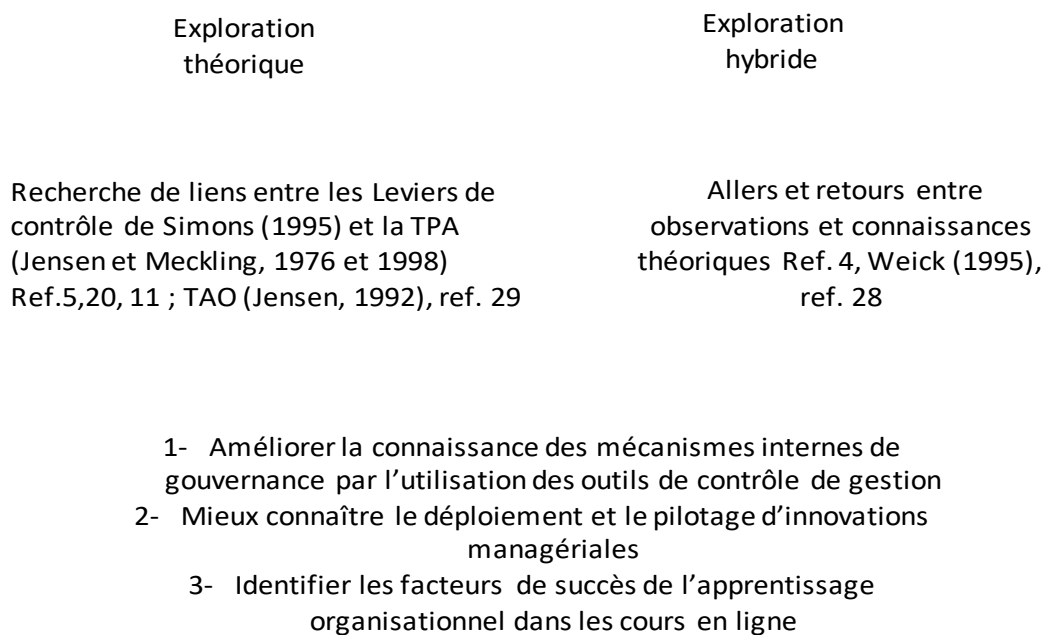 Exploration
théorique
Exploration
hybride
Recherche de liens entre les Leviers de
contrôle de Simons (1995) et la TPA
(Jensen et Meckling, 1976 et 1998)
Ref.5,20, 11 ; TAO (Jensen, 1992), ref. 29
Allers et retours entre
observations et connaissances
théoriques Ref. 4, Weick (1995),
ref. 28
1- Améliorer la connaissance des mécanismes internes de
gouvernance par l’utilisation des outils de contrôle de gestion
2- Mieux connaître le déploiement et le pilotage d’innovations
managériales
3- Identifier les facteurs de succès de l’apprentissage
organisationnel dans les cours en ligne